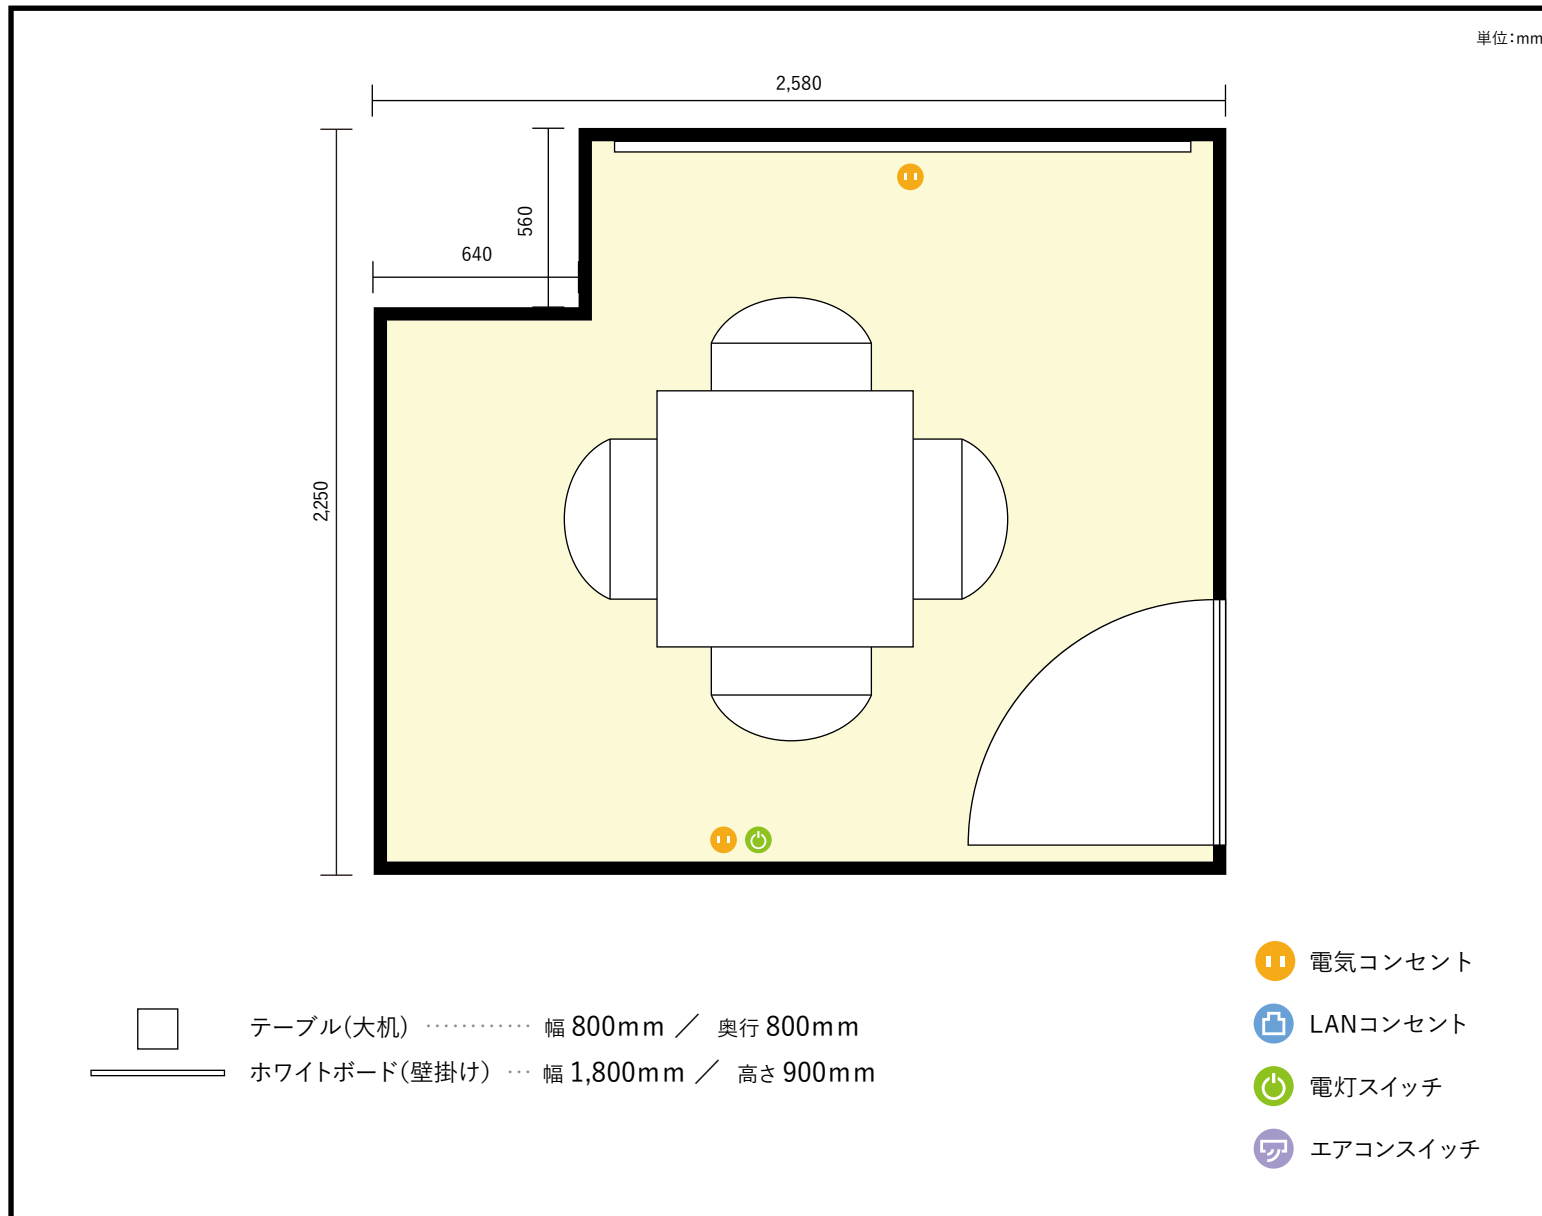 単位：mm
2,580
560
640
2,250
テーブル(大机) ………… 幅 800mm ／ 奥行 800mm
ホワイトボード(壁掛け) … 幅 1,800mm ／ 高さ 900mm
電気コンセント
LANコンセント
電灯スイッチ
エアコンスイッチ